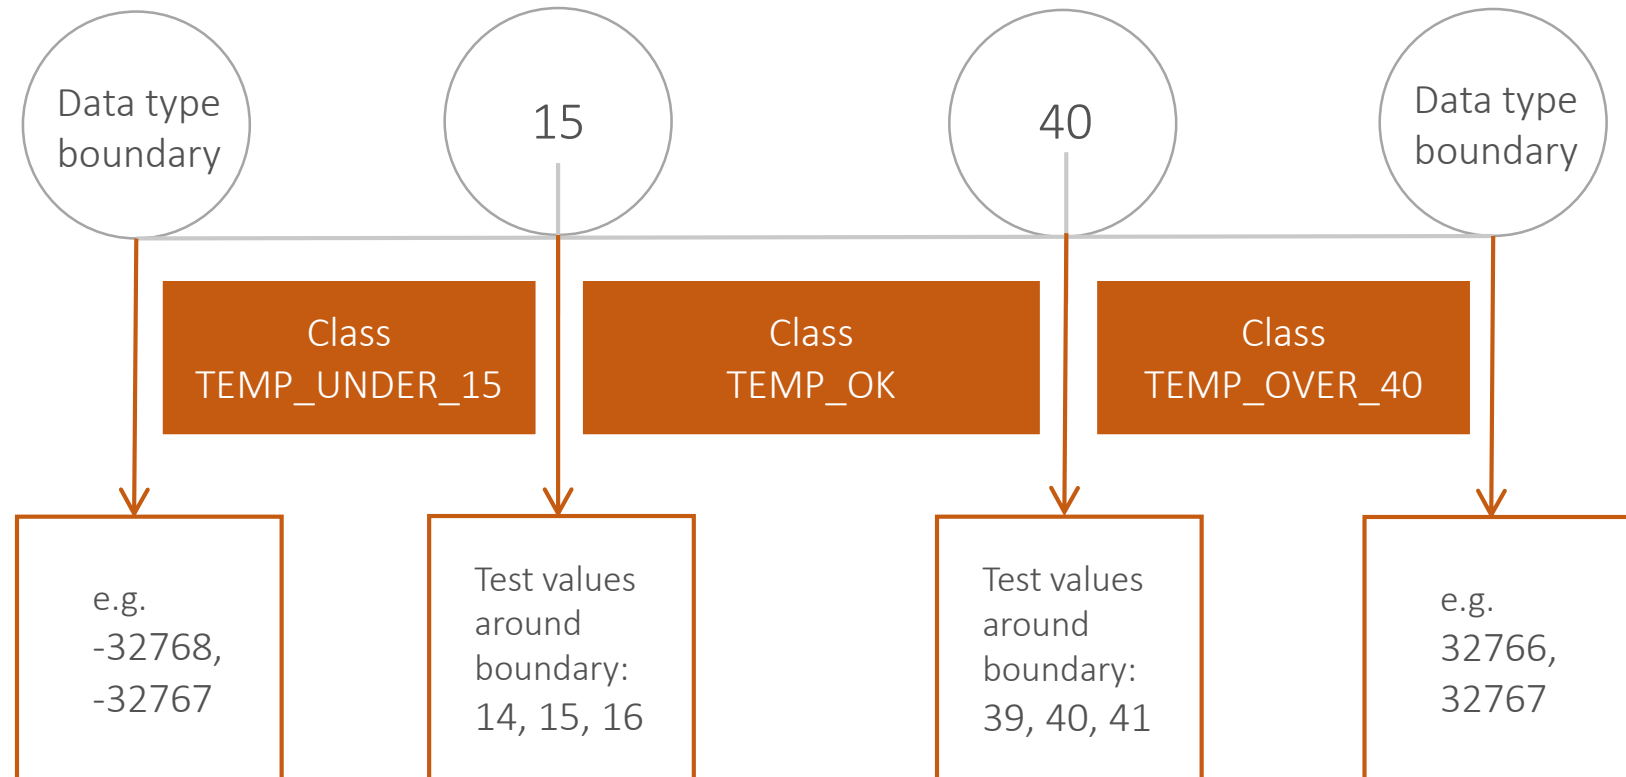 Data type
boundary
15
40
Data type
boundary
Class
TEMP_UNDER_15
Class
TEMP_OK
Class
TEMP_OVER_40
e.g.
-32768,
-32767
Test values
around
boundary:
14, 15, 16
Test values
around
boundary:
39, 40, 41
e.g.
32766,
32767